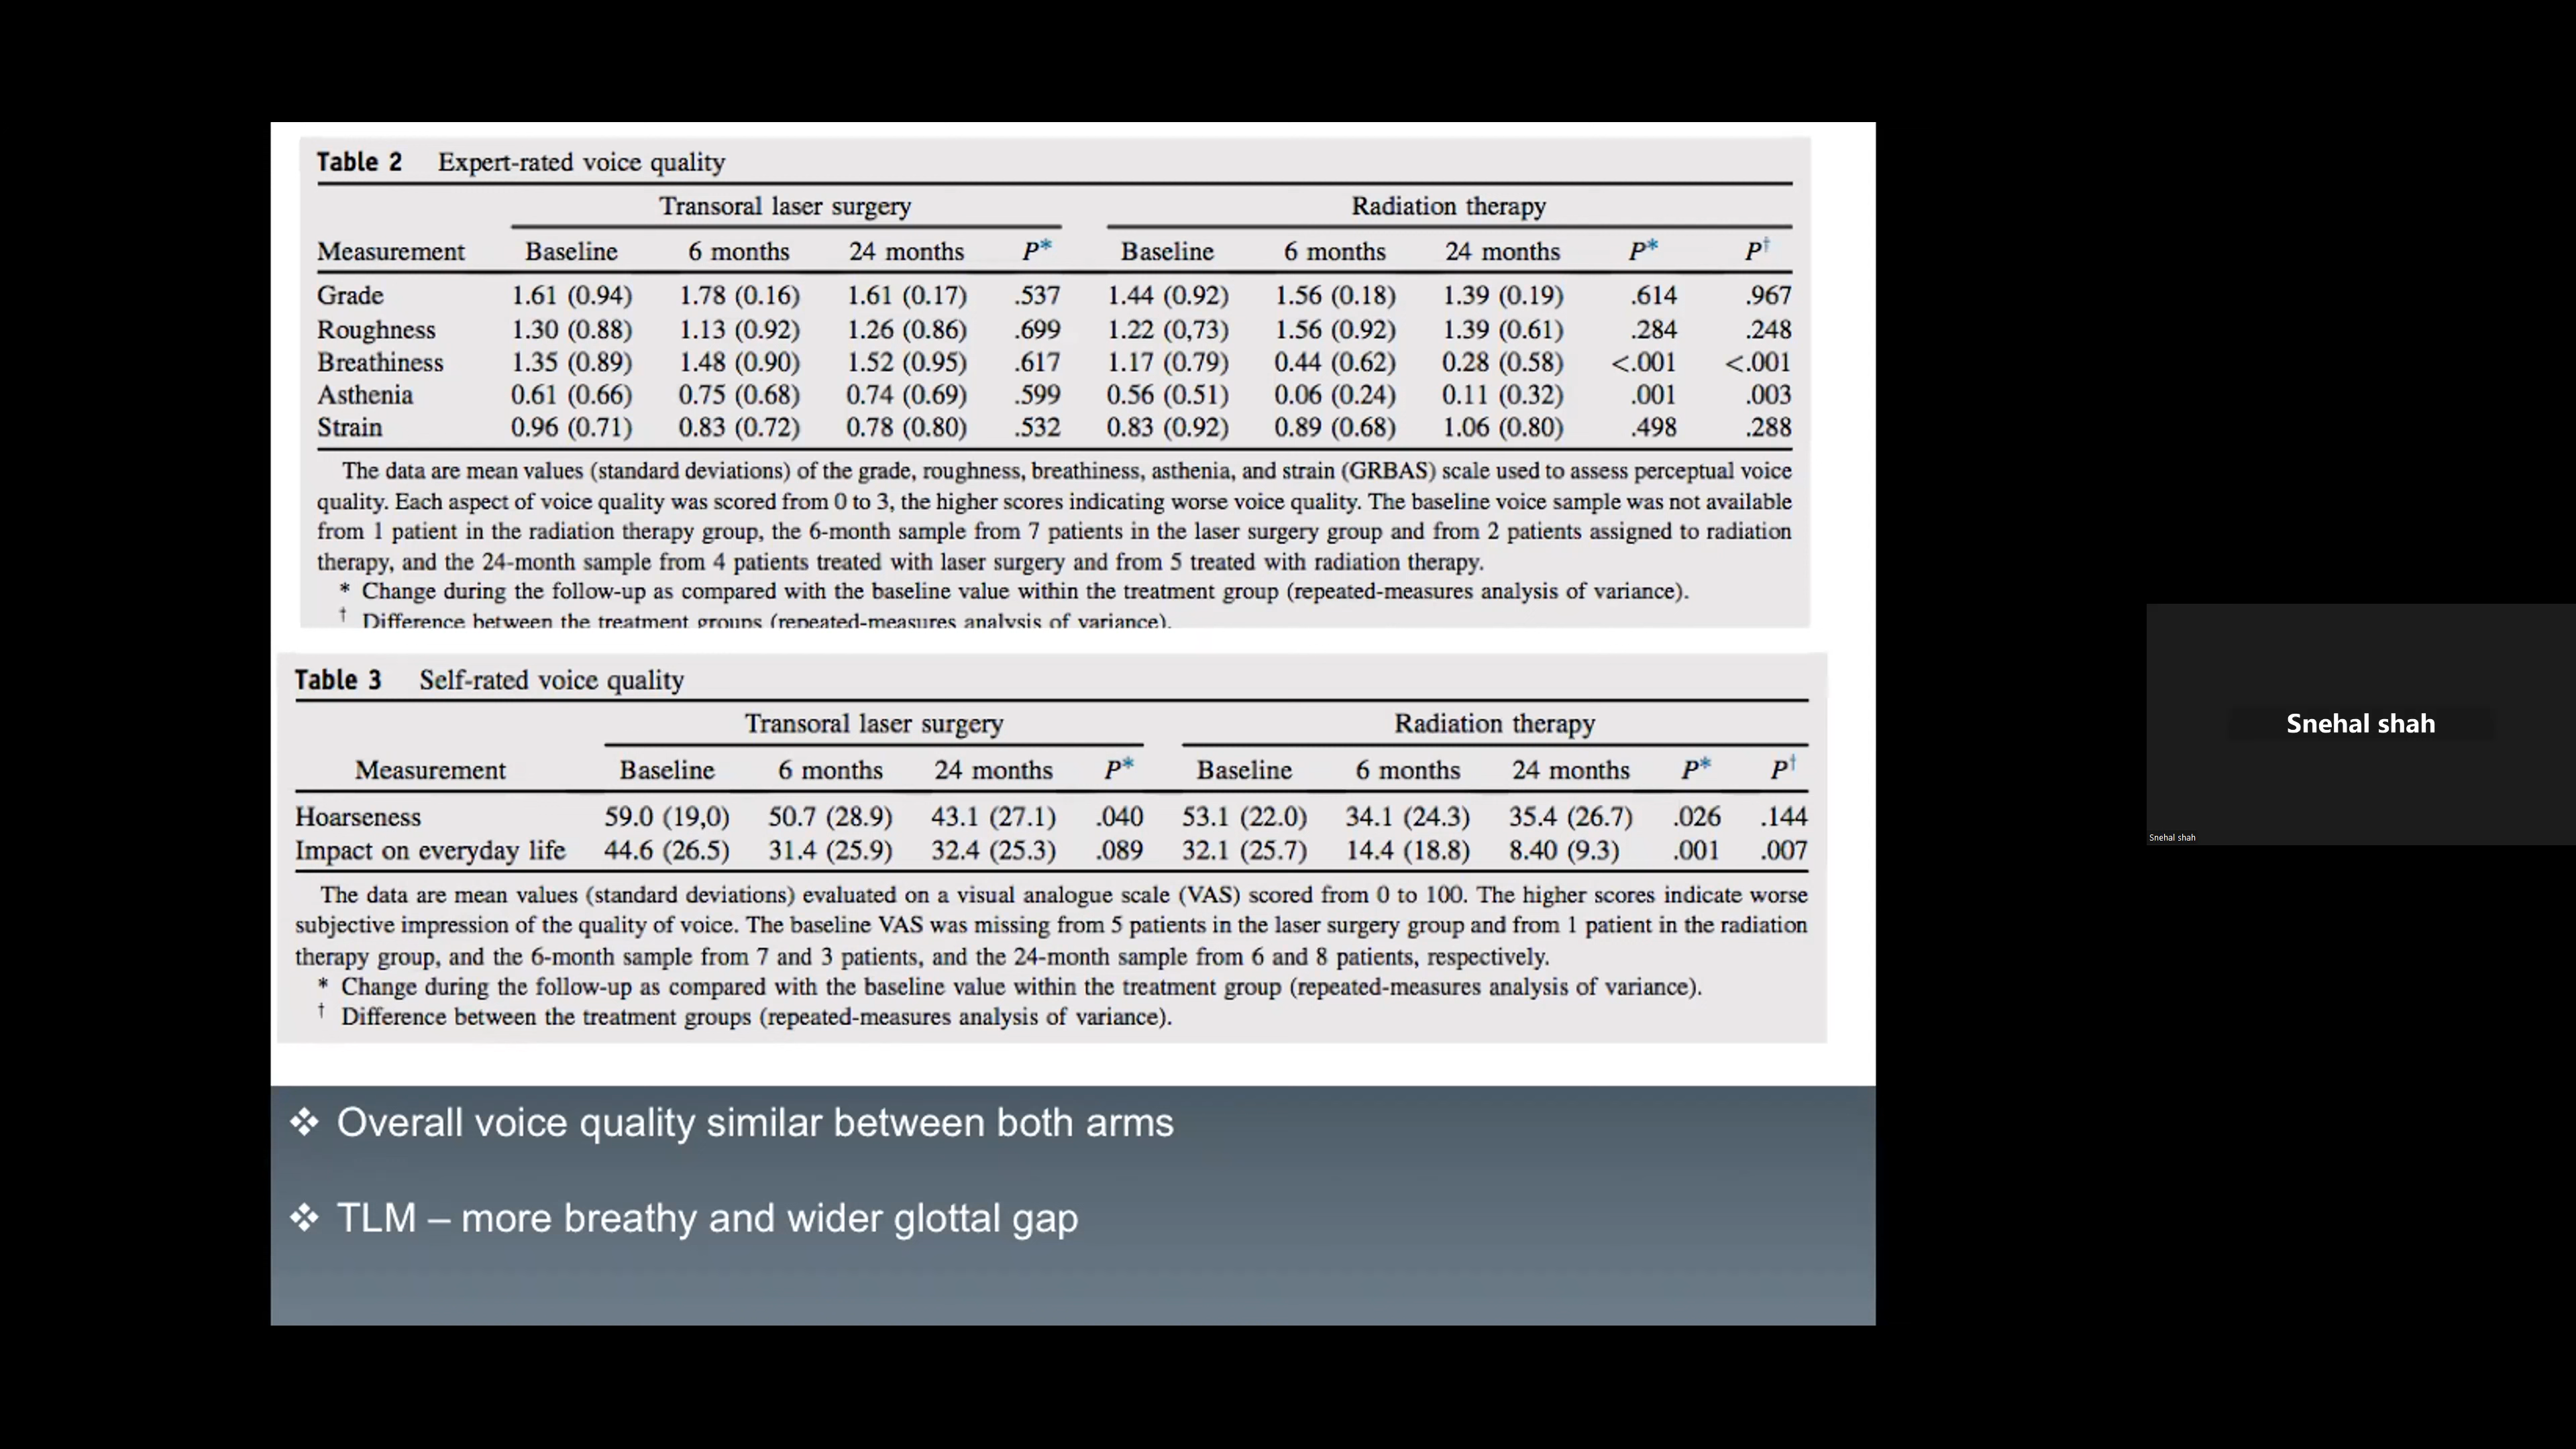 Table 2 Expert-rated voice quality
Transoral laser surgery Radiation therapy
Measurement Baseline 6 months 24 months P* Baseline 6 months 24 months P* P†
Grade 1.61 (0.94) 1.78 (0.16) 1.61 (0.17) .537 1.44 (0.92) 1.56 (0.18) 1.39 (0.19) .614 .967
Roughness 1.30 (0.88) 1.13 (0.92) 1.26 (0.86) .699 1.22 (0,73) 1.56 (0.92) 1.39 (0.61) .284 .248
Breathiness 1.35 (0.89) 1.48 (0.90) 1.52 (0.95) .617 1.17 (0.79) 0.44 (0.62) 0.28 (0.58) <.001 <.001
Asthenia 0.61 (0.66) 0.75 (0.68) 0.74 (0.69) .599 0.56 (0.51) 0.06 (0.24) 0.11 (0.32) .001 .003
Strain 0.96 (0.71) 0.83 (0.72) 0.78 (0.80) .532 0.83 (0.92) 0.89 (0.68) 1.06 (0.80) .498 .288
The data are mean values (standard deviations) of the grade, roughness, breathiness, asthenia, and strain (GRBAS) scale used to assess perceptual voice
quality. Each aspect of voice quality was scored from 0 to 3, the higher scores indicating worse voice quality. The baseline voice sample was not available
from 1 patient in the radiation therapy group, the 6-month sample from 7 patients in the laser surgery group and from 2 patients assigned to radiation
therapy, and the 24-month sample from 4 patients treated with laser surgery and from 5 treated with radiation therapy.
* Change during the follow-up as compared with the baseline value within the treatment group (repeated-measures analysis of variance).
† Difference between the treatment groups (repeated-measures analysis of variance).
Table 3 Self-rated voice quality
Transoral laser surgery Radiation therapy
Measurement Baseline 6 months 24 months P* Baseline 6 months 24 months P* P†
Hoarseness 59.0 (19,0) 50.7 (28.9) 43.1 (27.1) .040 53.1 (22.0) 34.1 (24.3) 35.4 (26.7) .026 .144
Impact on everyday life 44.6 (26.5) 31.4 (25.9) 32.4 (25.3) .089 32.1 (25.7) 14.4 (18.8) 8.40 (9.3) .001 .007
The data are mean values (standard deviations) evaluated on a visual analogue scale (VAS) scored from 0 to 100. The higher scores indicate worse
subjective impression of the quality of voice. The baseline VAS was missing from 5 patients in the laser surgery group and from 1 patient in the radiation
therapy group, and the 6-month sample from 7 and 3 patients, and the 24-month sample from 6 and 8 patients, respectively.
* Change during the follow-up as compared with the baseline value within the treatment group (repeated-measures analysis of variance).
† Difference between the treatment groups (repeated-measures analysis of variance).
❖ Overall voice quality similar between both arms
❖ TLM – more breathy and wider glottal gap
Snehal shah
Snehal shah